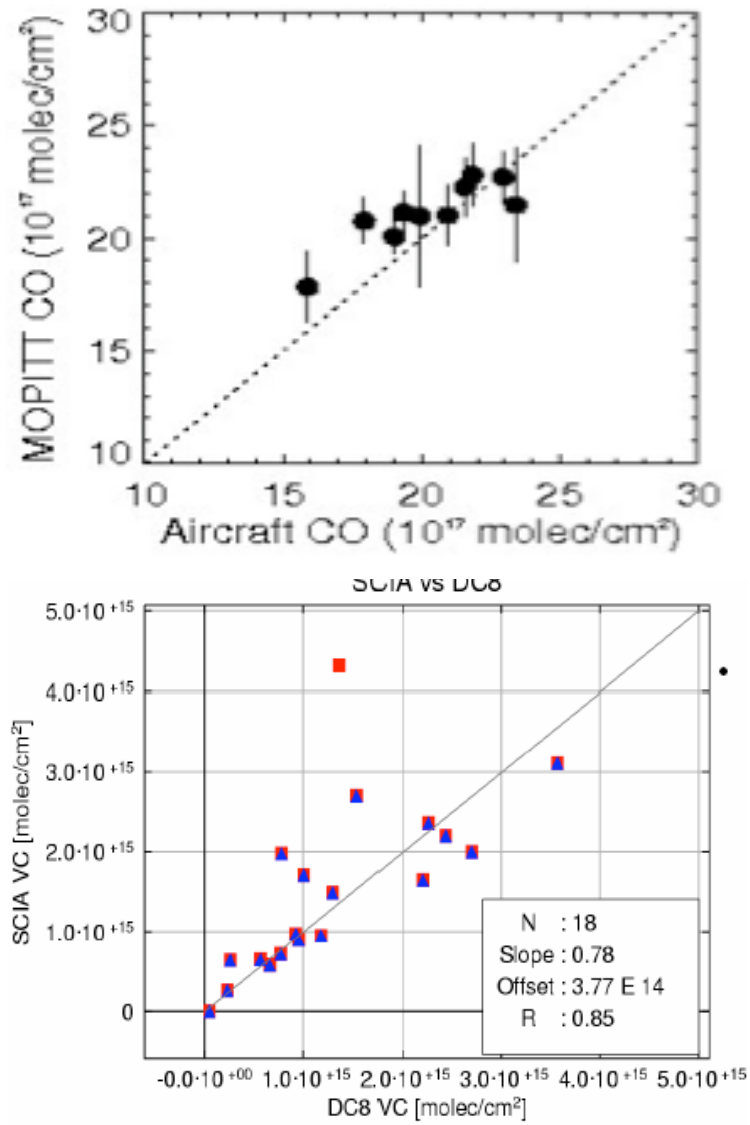 30
25
20
15
10
MOPITT CO (10¹⁷ molec/cm²)
10 15 20 25 30
Aircraft CO (10¹⁷ molec/cm²)
SCIA vs DC8
5.0·10 +15
4.0·10 +15
3.0·10 +15
2.0·10 +15
1.0·10 +15
0
SCIA VC [molec/cm²]
N : 18
Slope : 0.78
Offset : 3.77 E 14
R : 0.85
-0.0·10 +00 1.0·10 +15 2.0·10 +15 3.0·10 +15 4.0·10 +15 5.0·10 +15
DC8 VC [molec/cm²]